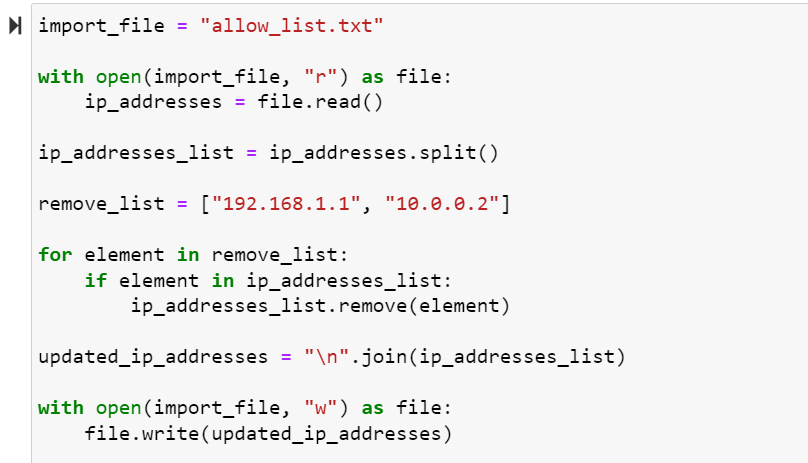 import_file = "allow_list.txt"
with open(import_file, "r") as file:
    ip_addresses = file.read()
ip_addresses_list = ip_addresses.split()
remove_list = ["192.168.1.1", "10.0.0.2"]
for element in remove_list:
    if element in ip_addresses_list:
        ip_addresses_list.remove(element)
updated_ip_addresses = "\n".join(ip_addresses_list)
with open(import_file, "w") as file:
    file.write(updated_ip_addresses)